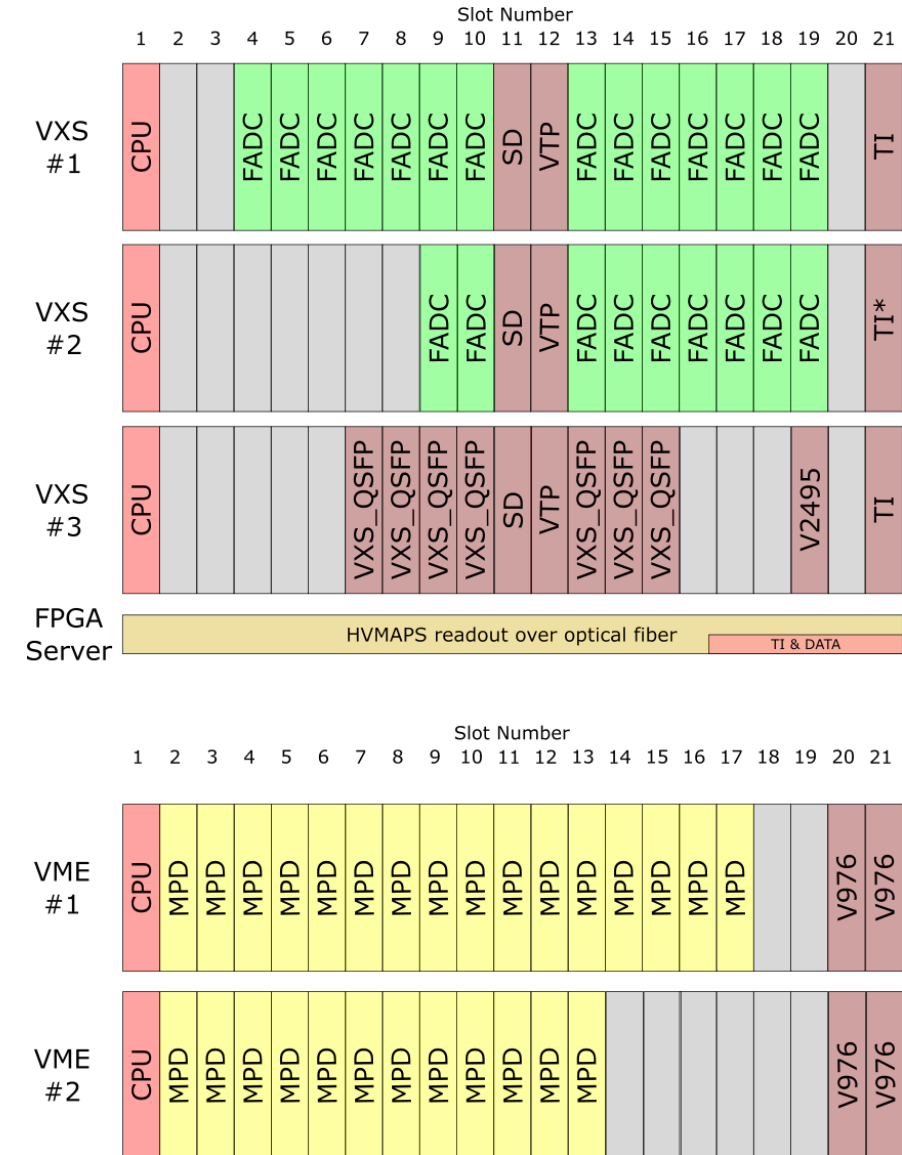 Slot Number
1 2 3 4 5 6 7 8 9 10 11 12 13 14 15 16 17 18 19 20 21
VXS
#1
CPU FADC FADC FADC FADC FADC FADC FADC SD VTP FADC FADC FADC FADC FADC FADC FADC TI
VXS
#2
CPU FADC FADC SD VTP FADC FADC FADC FADC FADC FADC FADC TI*
VXS
#3
CPU VXS_QSFP VXS_QSFP VXS_QSFP VXS_QSFP SD VTP VXS_QSFP VXS_QSFP VXS_QSFP V2495 TI
FPGA
Server
HVMAPS readout over optical fiber
TI & DATA
Slot Number
1 2 3 4 5 6 7 8 9 10 11 12 13 14 15 16 17 18 19 20 21
VME
#1
CPU MPD MPD MPD MPD MPD MPD MPD MPD MPD MPD MPD MPD MPD MPD MPD MPD V976 V976
VME
#2
CPU MPD MPD MPD MPD MPD MPD MPD MPD MPD MPD MPD MPD V976 V976